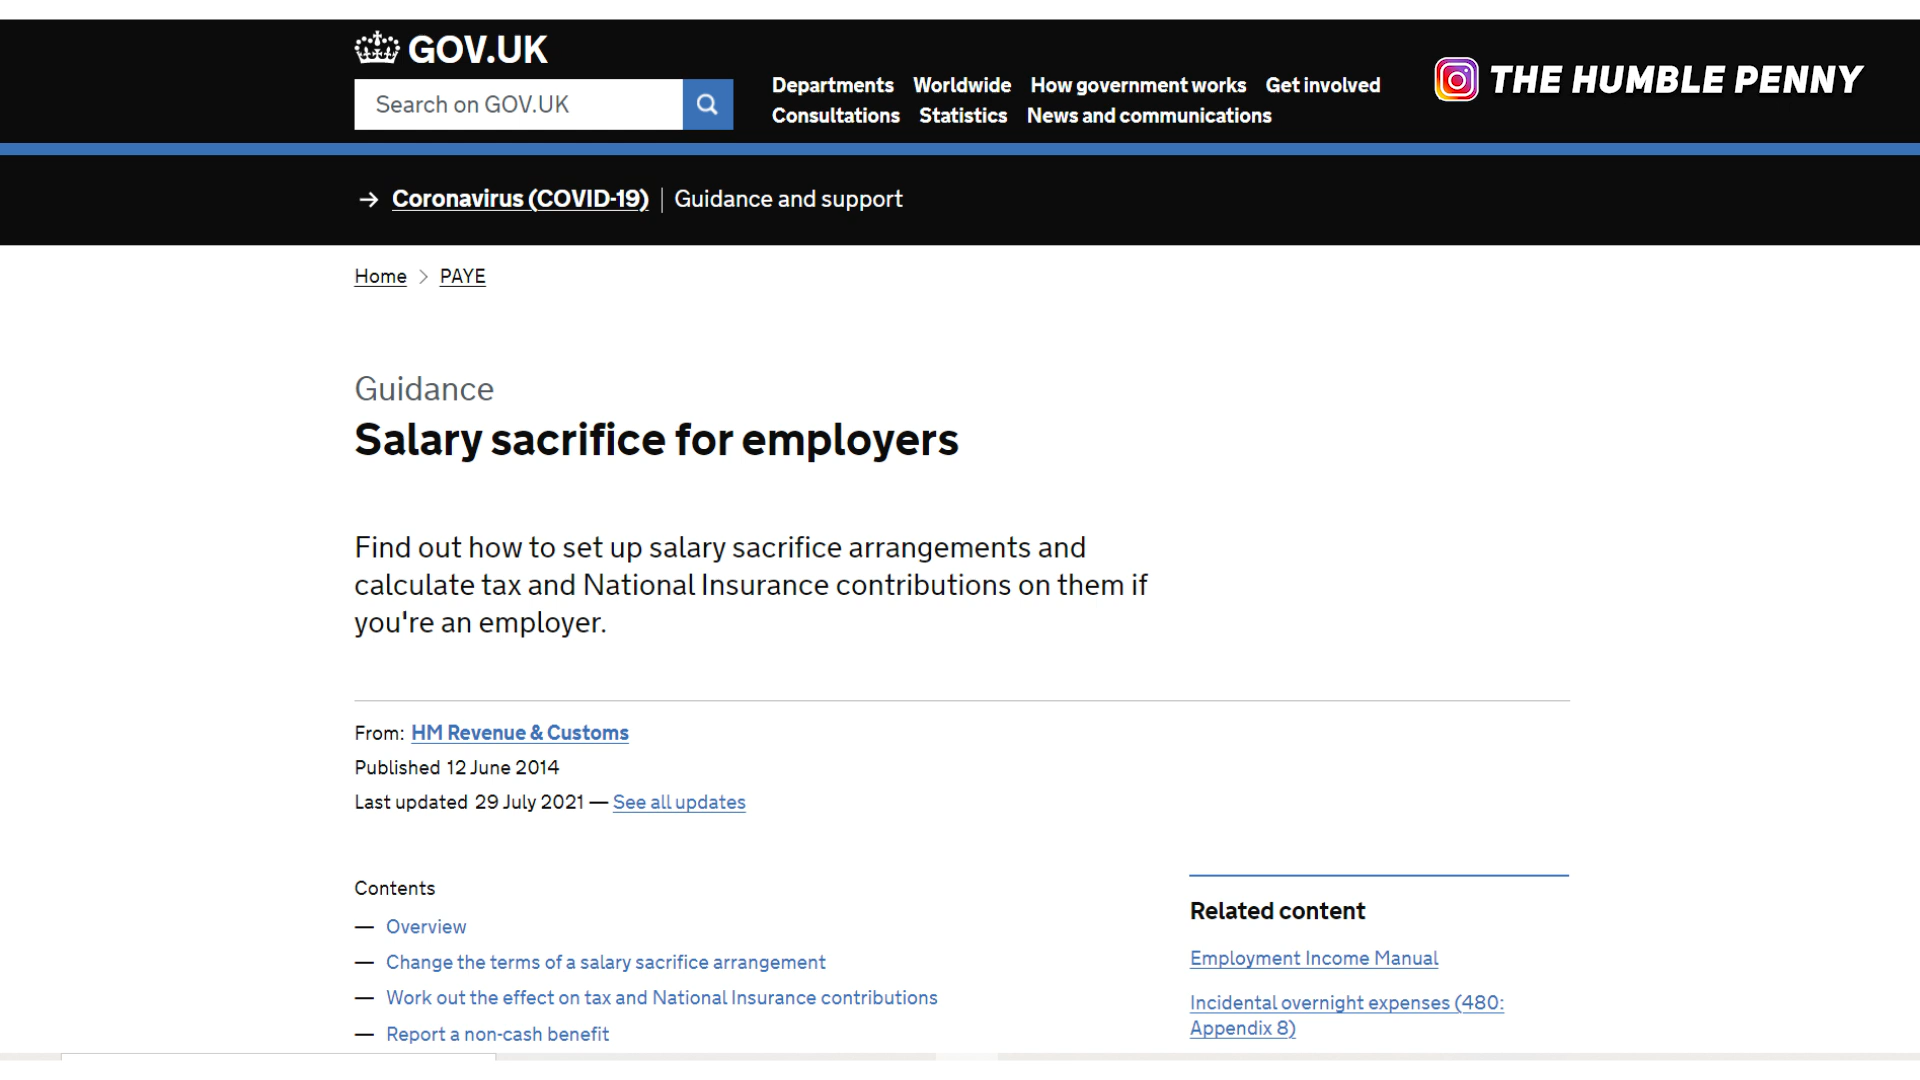 GOV.UK
Search on GOV.UK
Departments Worldwide How government works Get involved
Consultations Statistics News and communications
THE HUMBLE PENNY
→ Coronavirus (COVID-19) | Guidance and support
Home > PAYE
Guidance
Salary sacrifice for employers
Find out how to set up salary sacrifice arrangements and
calculate tax and National Insurance contributions on them if
you're an employer.
From: HM Revenue & Customs
Published 12 June 2014
Last updated 29 July 2021 — See all updates
Contents
— Overview
— Change the terms of a salary sacrifice arrangement
— Work out the effect on tax and National Insurance contributions
— Report a non-cash benefit
Related content
Employment Income Manual
Incidental overnight expenses (480:
Appendix 8)